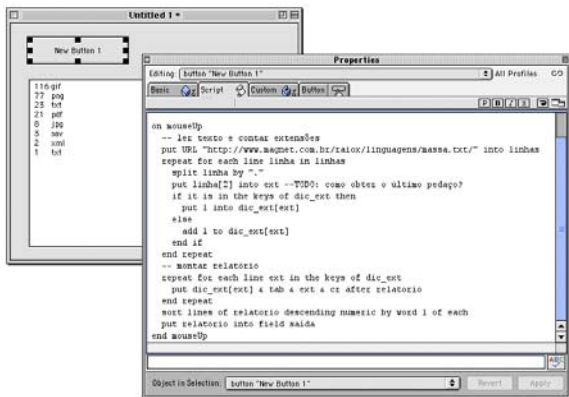 Untitled 1 *
New Button 1
116 gif
77 png
23 txt
21 pdf
8 jpg
3 sav
2 xml
1 txt
Properties
Editing button "New Button 1"
All Profiles
Basic Script Custom Button
P B I X
on mouseUp
-- ler texto e contar extensões
put URL "http://www.magnet.com.br/raiox/linguagens/massa.txt/" into linhas
repeat for each line linha in linhas
split linha by "."
put linha[2] into ext --TODO: como obter o último pedaço?
if it is in the keys of dic_ext then
put 1 into dic_ext[ext]
else
add 1 to dic_ext[ext]
end if
end repeat
-- montar relatório
repeat for each line ext in the keys of dic_ext
put dic_ext[ext] & tab & ext & cr after relatorio
end repeat
sort lines of relatorio descending numeric by word 1 of each
put relatorio into field saida
end mouseUp
ABC
Object in Selection: button "New Button 1"
Revert
Apply